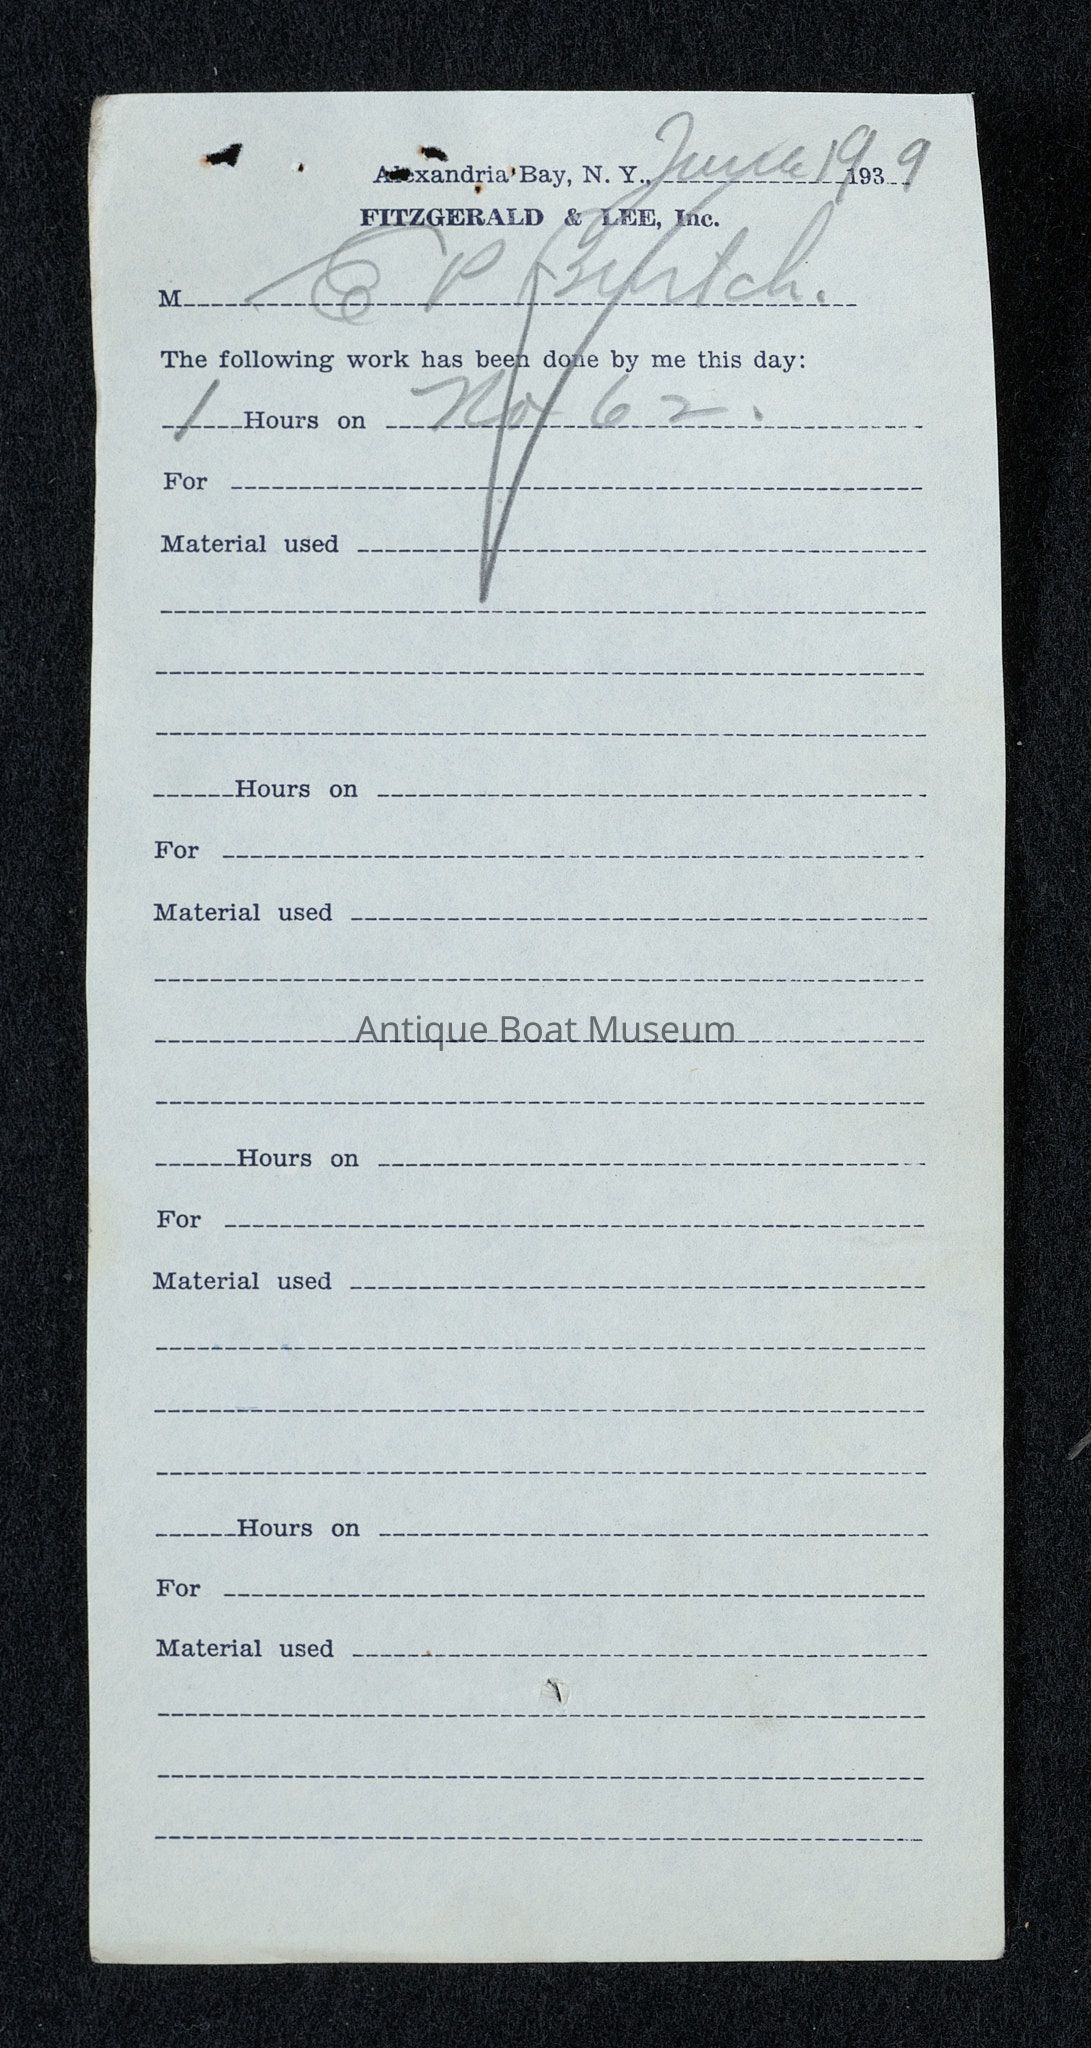 Alexandria Bay, N. Y., June 19 1939
FITZGERALD & LEE, Inc.
M E P
The following work has been done by me this day:
1 Hours on No 62.
For
Material used
Hours on
For
Material used
Antique Boat Museum
Hours on
For
Material used
Hours on
For
Material used